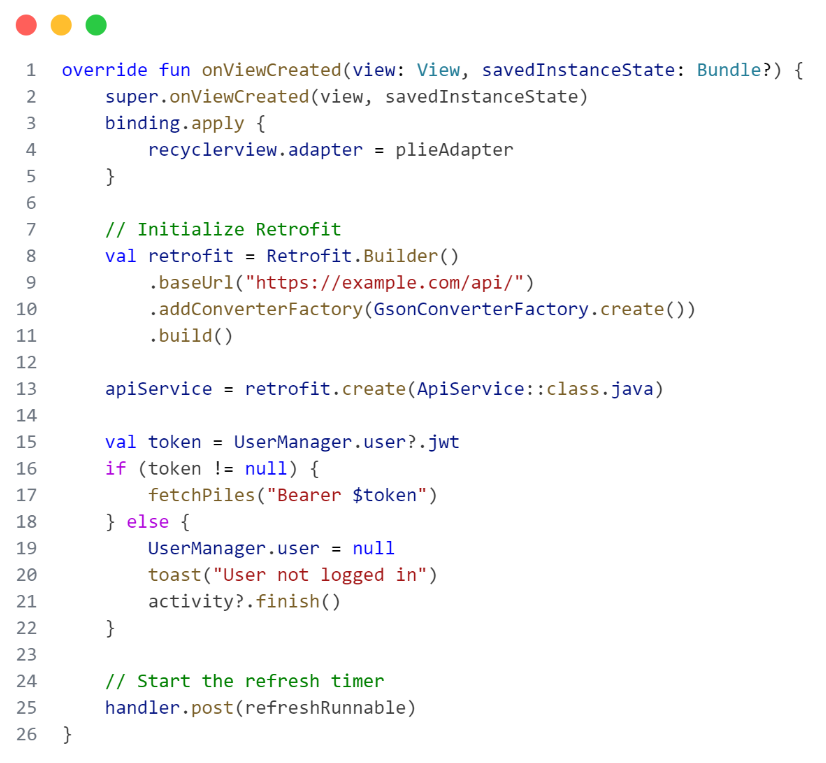 1 override fun onViewCreated(view: View, savedInstanceState: Bundle?) {
2     super.onViewCreated(view, savedInstanceState)
3     binding.apply {
4         recyclerview.adapter = plieAdapter
5     }
6
7     // Initialize Retrofit
8     val retrofit = Retrofit.Builder()
9         .baseUrl("https://example.com/api/")
10         .addConverterFactory(GsonConverterFactory.create())
11         .build()
12
13     apiService = retrofit.create(ApiService::class.java)
14
15     val token = UserManager.user?.jwt
16     if (token != null) {
17         fetchPiles("Bearer $token")
18     } else {
19         UserManager.user = null
20         toast("User not logged in")
21         activity?.finish()
22     }
23
24     // Start the refresh timer
25     handler.post(refreshRunnable)
26 }